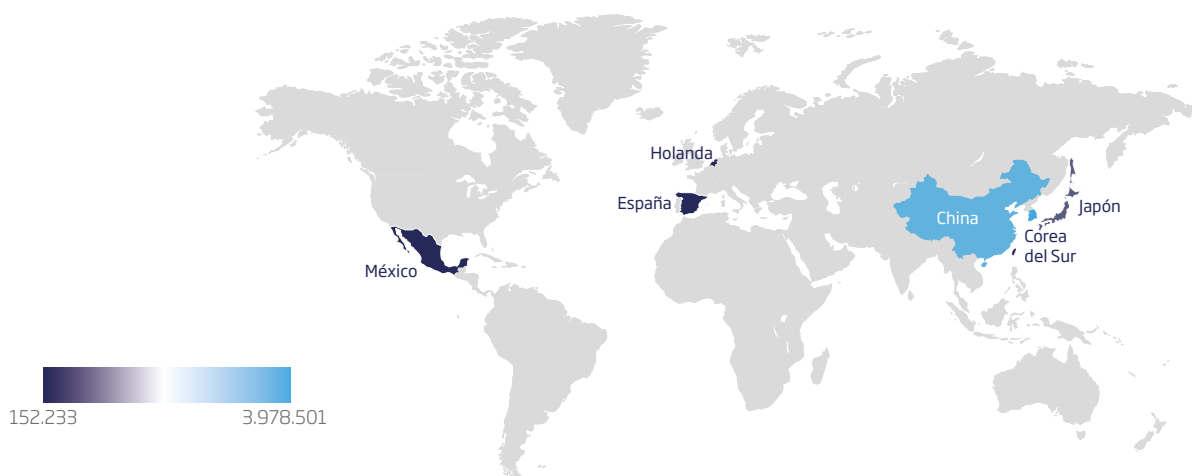 Holanda
España
China
Japón
Corea
del Sur
México
152.233
3.978.501